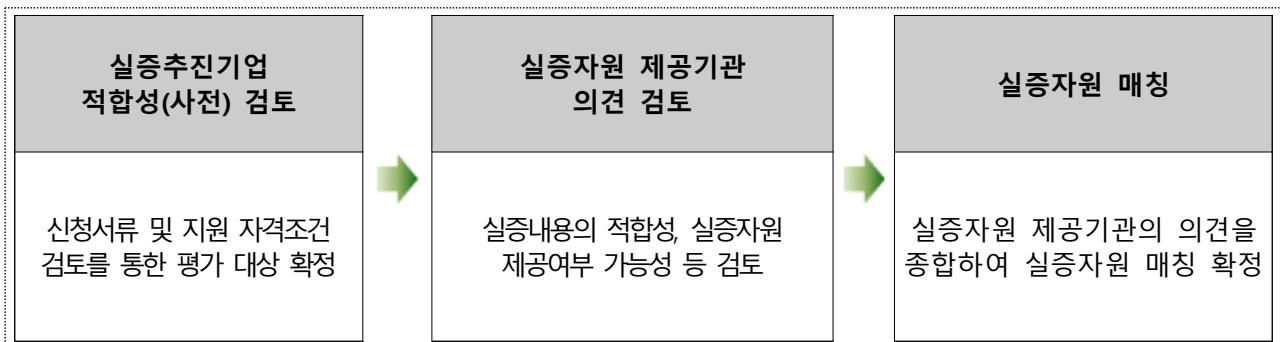 실증추진기업
적합성(사전) 검토
신청서류 및 지원 자격조건
검토를 통한 평가 대상 확정
실증자원 제공기관
의견 검토
실증내용의 적합성, 실증자원
제공여부 가능성 등 검토
실증자원 매칭
실증자원 제공기관의 의견을
종합하여 실증자원 매칭 확정